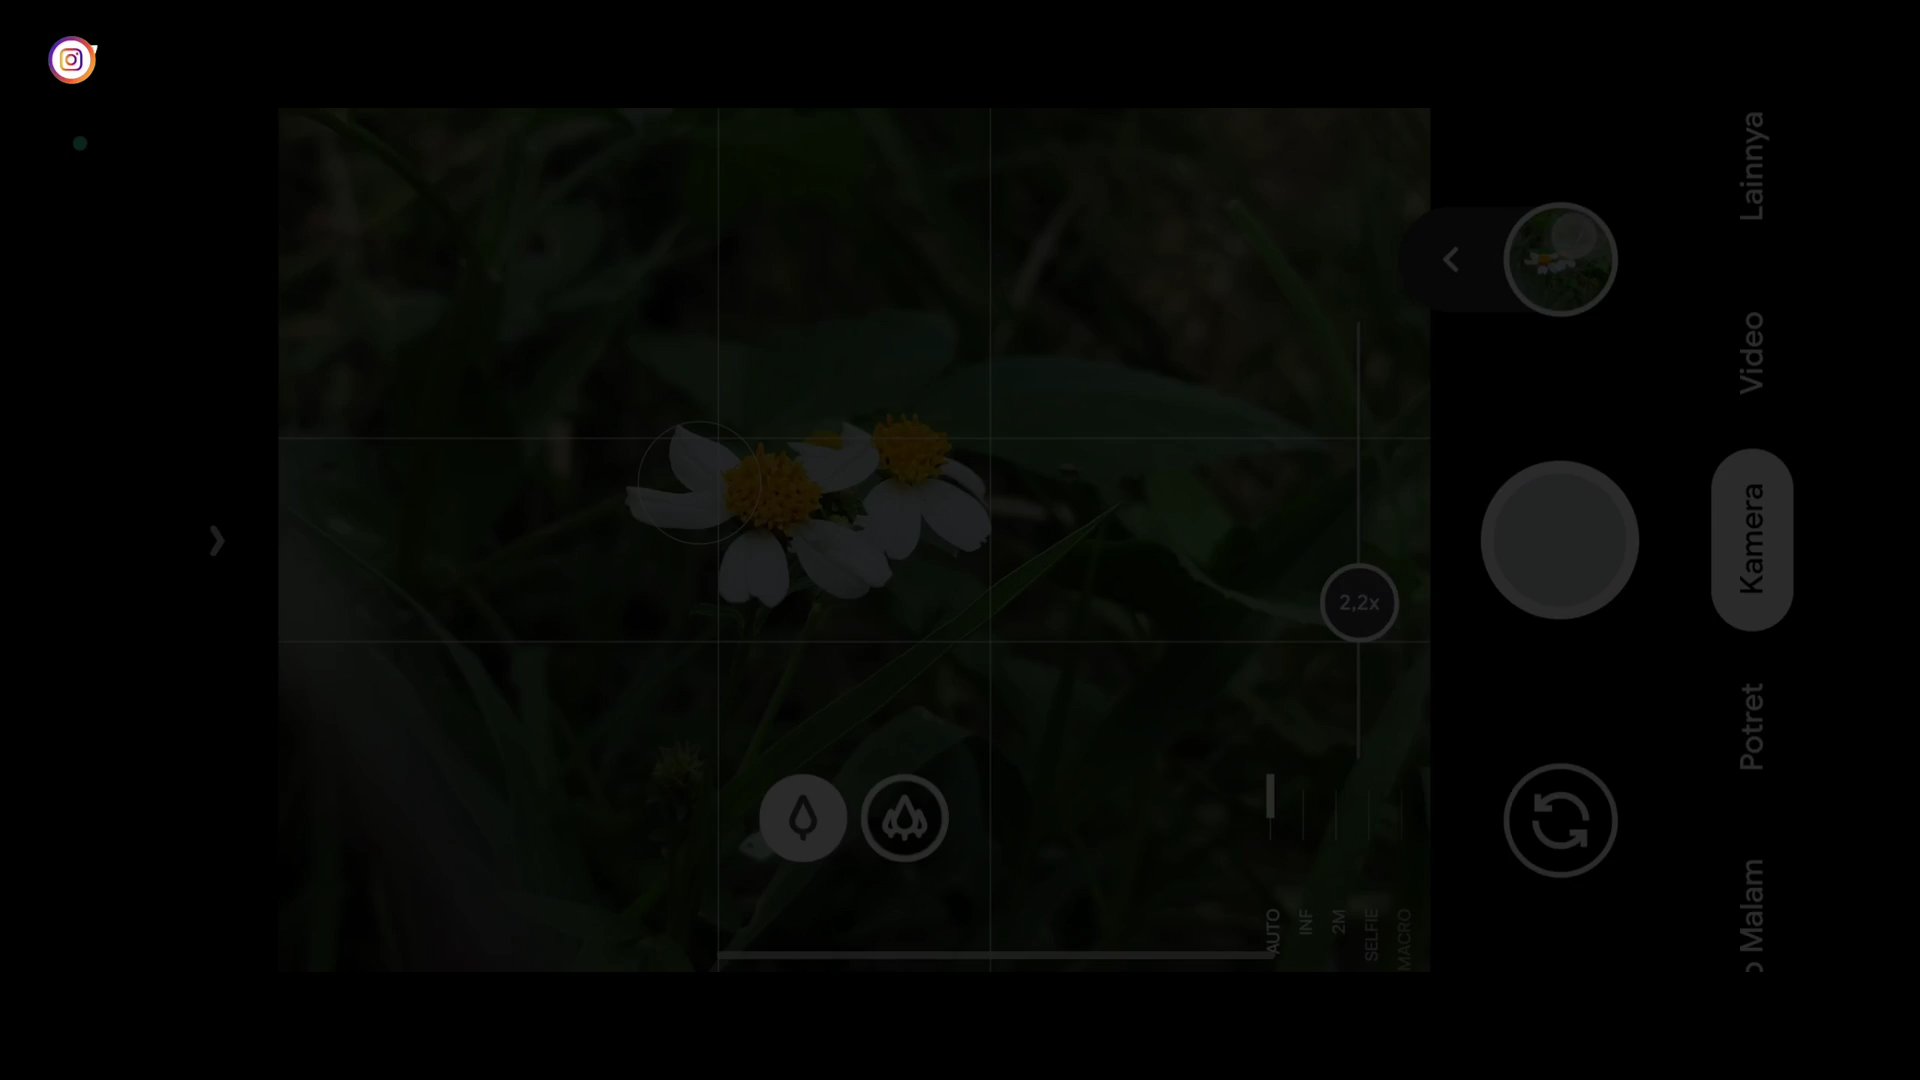 Lainnya
Video
Kamera
Potret
Malam
2,2x
AUTO
INF
2M
SELFIE
MACRO